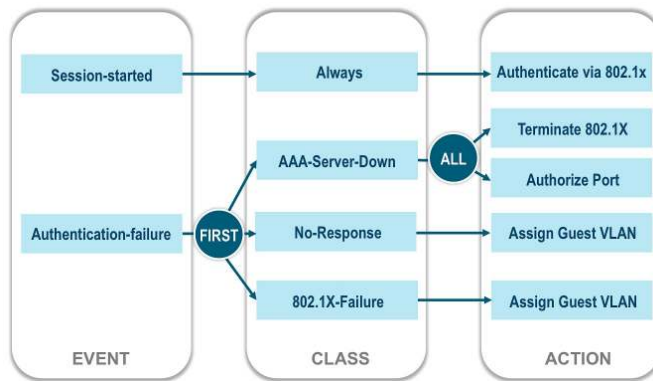 Session-started
Always
Authenticate via 802.1x
Terminate 802.1X
AAA-Server-Down
ALL
Authorize Port
Authentication-failure
FIRST
No-Response
Assign Guest VLAN
802.1X-Failure
Assign Guest VLAN
EVENT
CLASS
ACTION